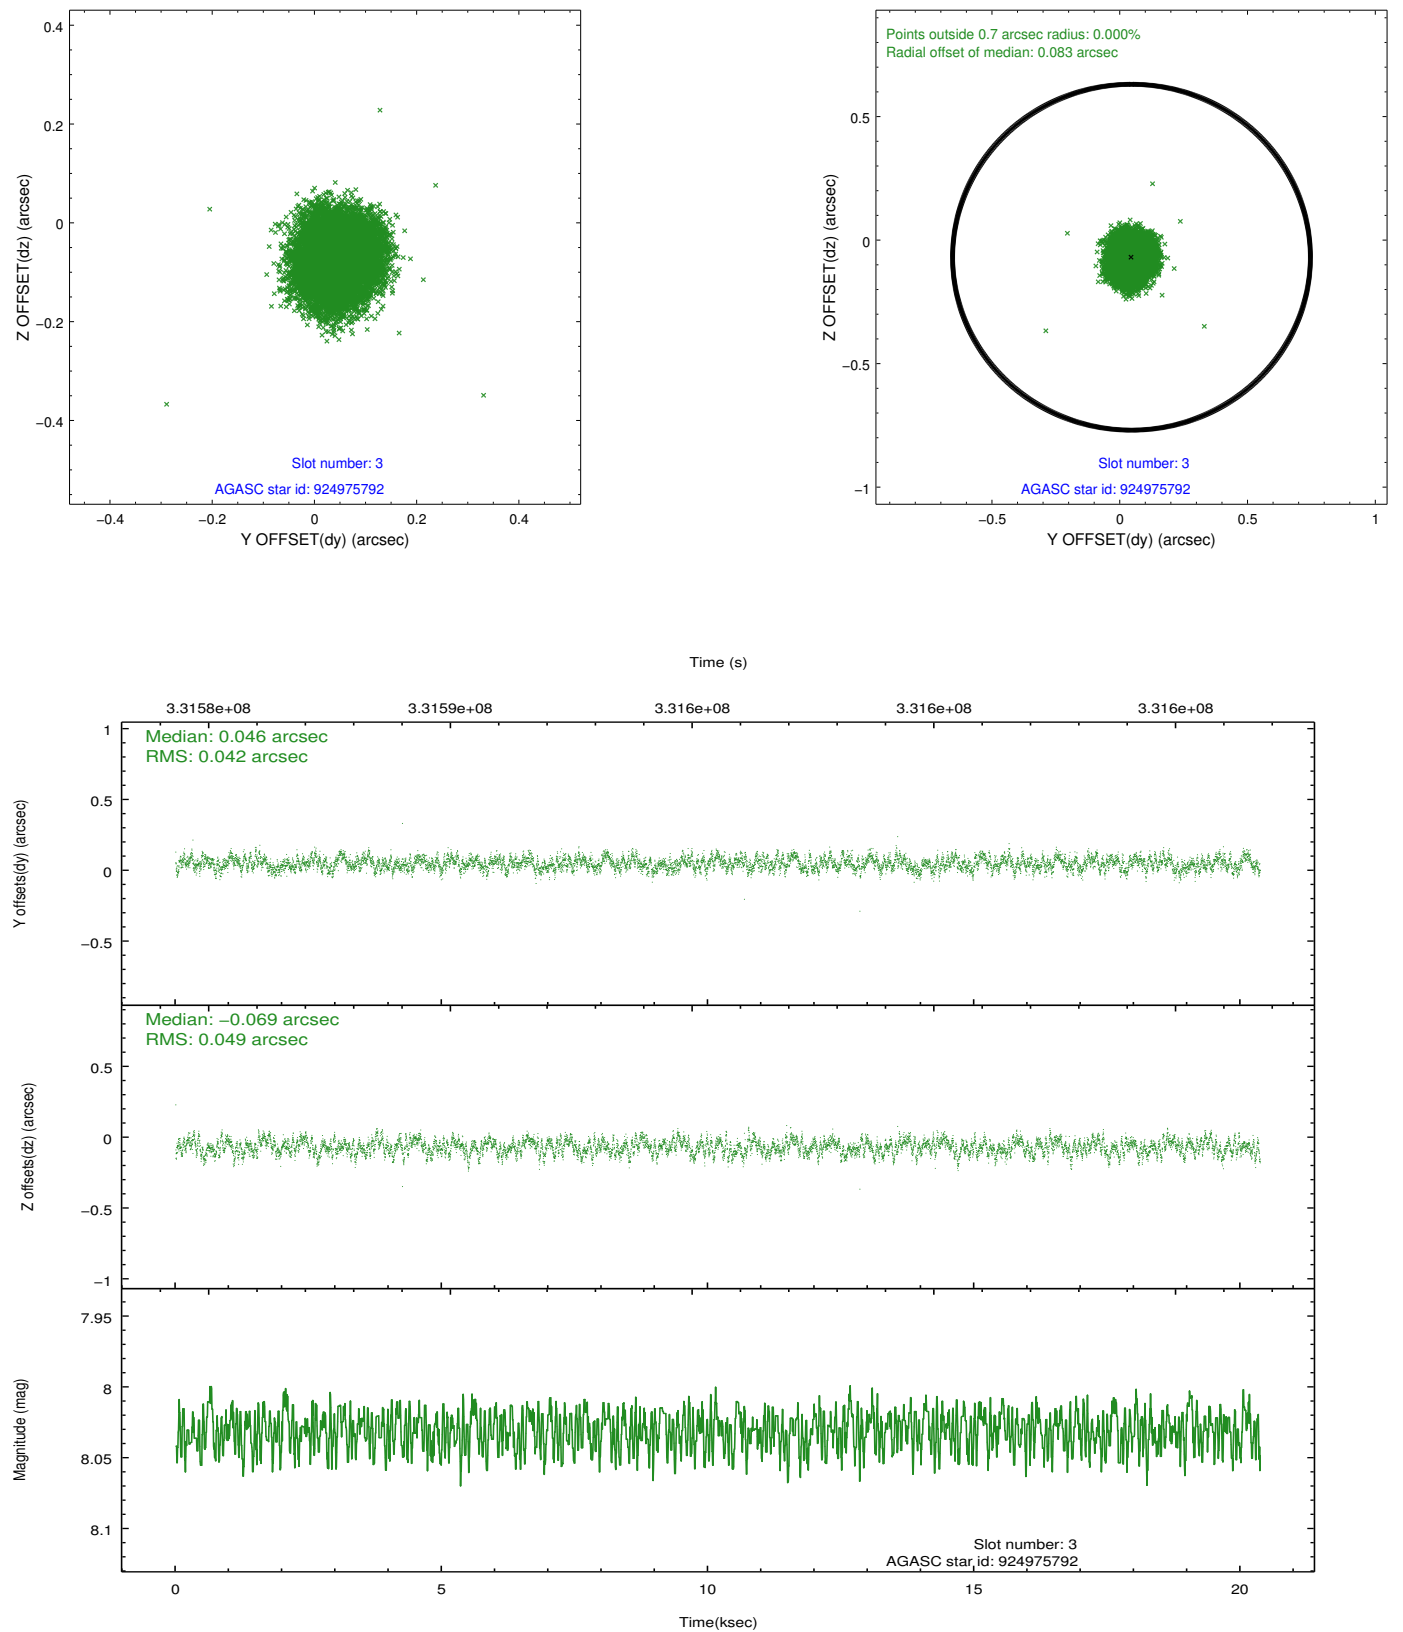 0.4
0.2
0
−0.2
−0.4
−0.4
−0.2
0
0.2
0.4
Z OFFSET(dz) (arcsec)
Y OFFSET(dy) (arcsec)
Slot number: 3
AGASC star id: 924975792
Points outside 0.7 arcsec radius: 0.000%
Radial offset of median: 0.083 arcsec
0.5
0
−0.5
−1
−0.5
0
0.5
1
Z OFFSET(dz) (arcsec)
Y OFFSET(dy) (arcsec)
Slot number: 3
AGASC star id: 924975792
Time (s)
3.3158e+08
3.3159e+08
3.316e+08
3.316e+08
3.316e+08
Median: 0.046 arcsec
RMS: 0.042 arcsec
1
0.5
0
−0.5
Y offsets(dy) (arcsec)
Median: −0.069 arcsec
RMS: 0.049 arcsec
0.5
0
−0.5
−1
Z offsets(dz) (arcsec)
7.95
8
8.05
8.1
Magnitude (mag)
Slot number: 3
AGASC star id: 924975792
0
5
10
15
20
Time(ksec)